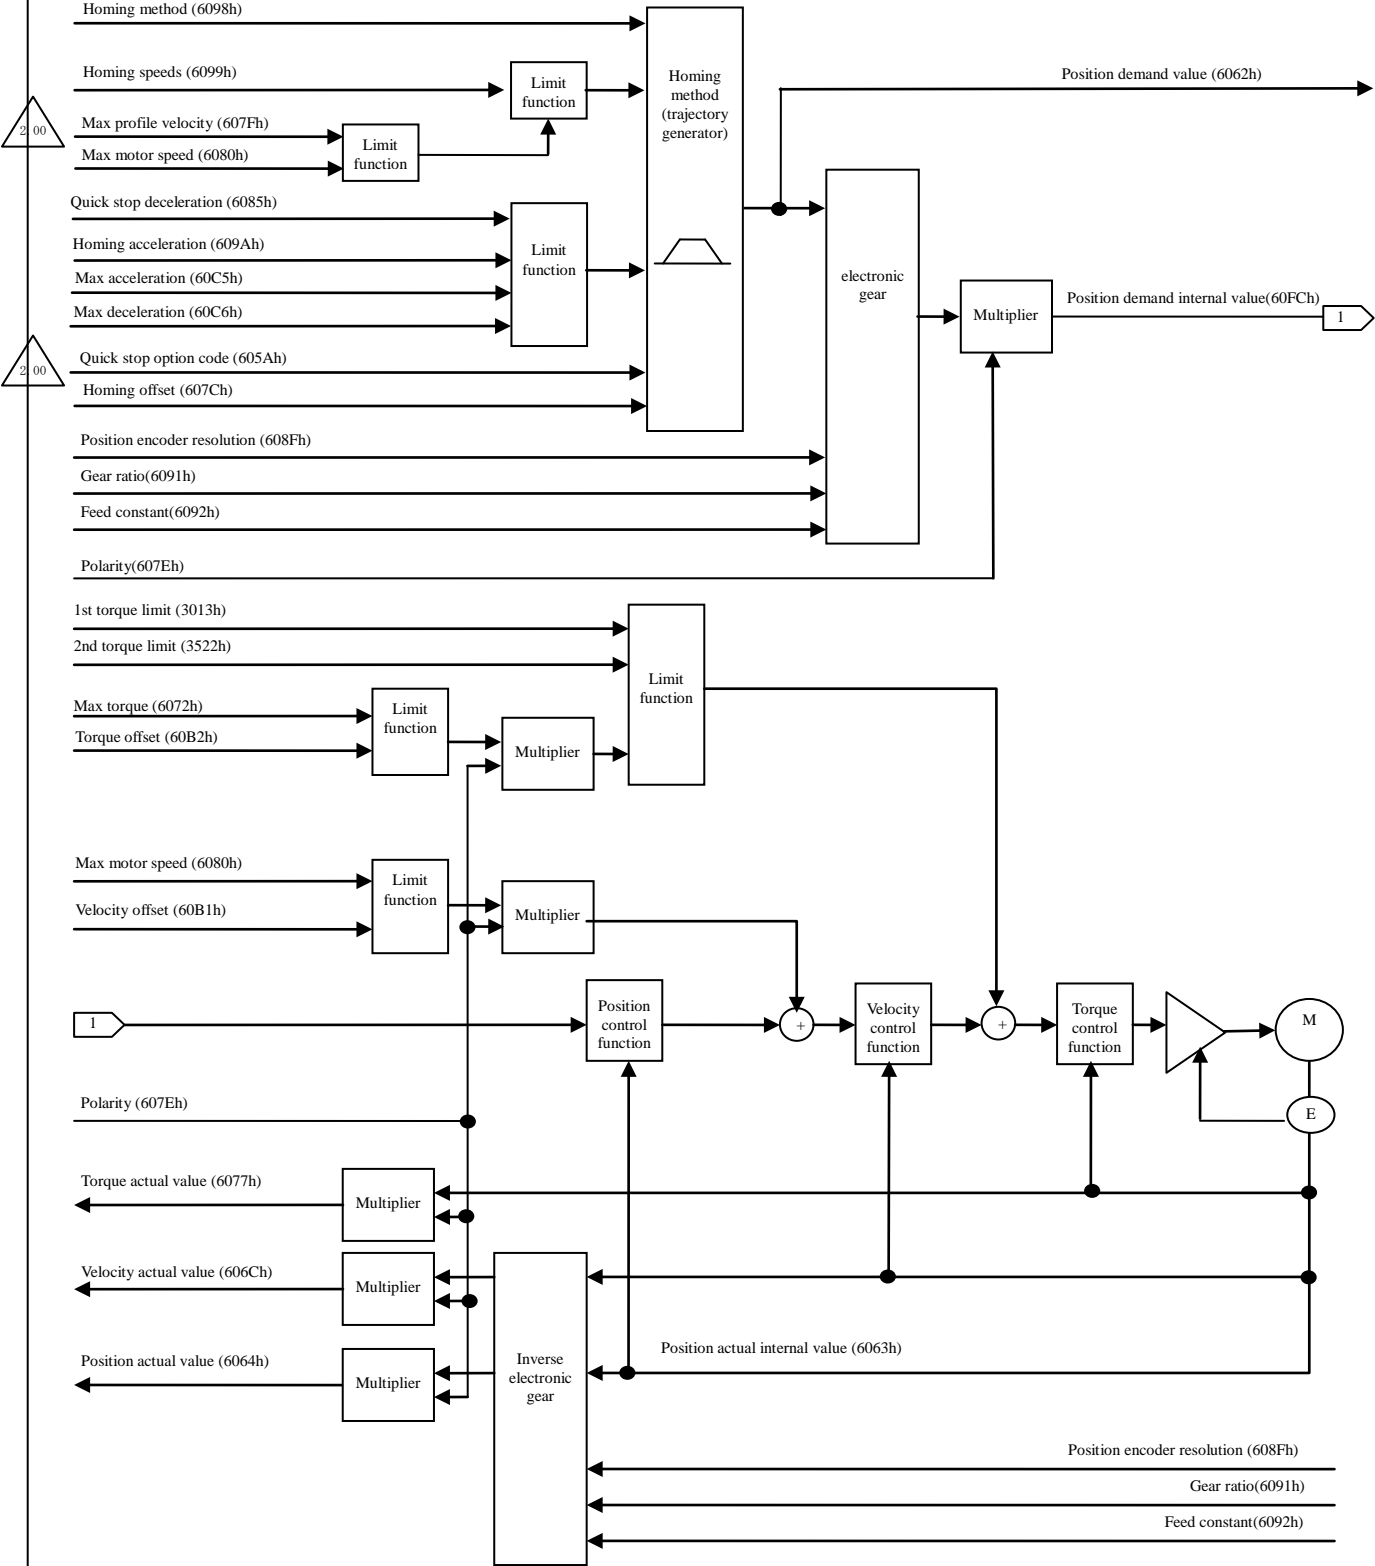 Homing method (6098h)
Homing speeds (6099h)
Limit
function
Homing
method
(trajectory
generator)
Position demand value (6062h)
2.00
Max profile velocity (607Fh)
Max motor speed (6080h)
Limit
function
Quick stop deceleration (6085h)
Homing acceleration (609Ah)
Max acceleration (60C5h)
Max deceleration (60C6h)
Limit
function
electronic
gear
Multiplier
Position demand internal value(60FCh)
1
2.00
Quick stop option code (605Ah)
Homing offset (607Ch)
Position encoder resolution (608Fh)
Gear ratio(6091h)
Feed constant(6092h)
Polarity(607Eh)
1st torque limit (3013h)
2nd torque limit (3522h)
Limit
function
Max torque (6072h)
Torque offset (60B2h)
Limit
function
Multiplier
Max motor speed (6080h)
Velocity offset (60B1h)
Limit
function
Multiplier
1
Position
control
function
+
Velocity
control
function
+
Torque
control
function
M
E
Polarity (607Eh)
Torque actual value (6077h)
Multiplier
Velocity actual value (606Ch)
Multiplier
Position actual value (6064h)
Multiplier
Inverse
electronic
gear
Position actual internal value (6063h)
Position encoder resolution (608Fh)
Gear ratio(6091h)
Feed constant(6092h)